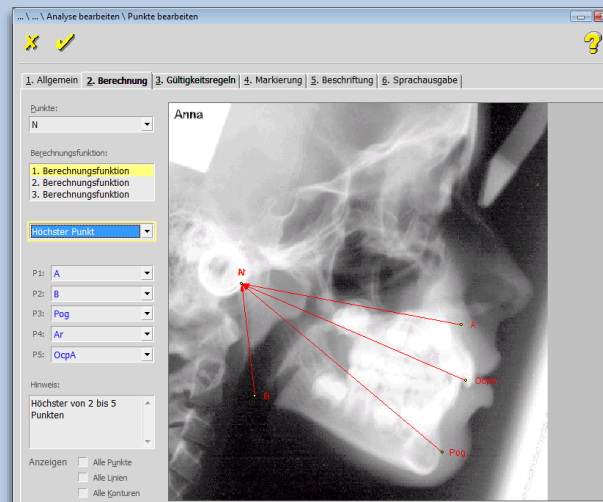 ... \ ... \ Analyse bearbeiten \ Punkte bearbeiten
1. Allgemein 2. Berechnung 3. Gültigkeitsregeln 4. Markierung 5. Beschriftung 6. Sprachausgabe
Punkte:
N
Berechnungsfunktion:
1. Berechnungsfunktion
2. Berechnungsfunktion
3. Berechnungsfunktion
Höchster Punkt
P1: A
P2: B
P3: Pog
P4: Ar
P5: OcpA
Hinweis:
Höchster von 2 bis 5
Punkten
Anzeigen Alle Punkte
Alle Linien
Alle Konturen
Anna
A
B
Pog